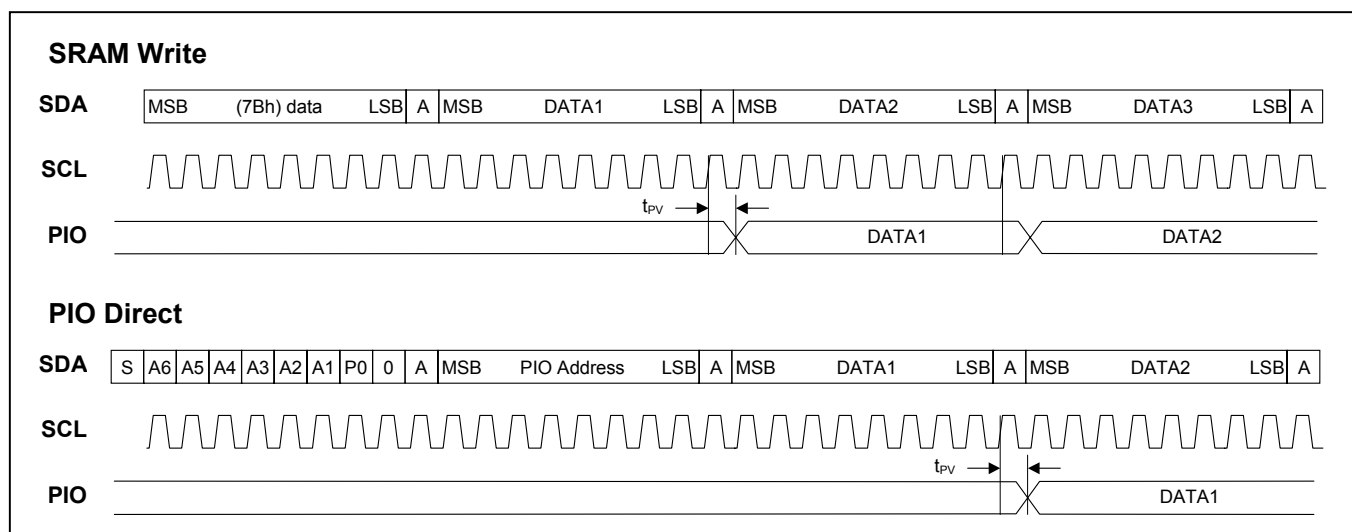 SRAM Write
SDA MSB (7Bh) data LSB A MSB DATA1 LSB A MSB DATA2 LSB A MSB DATA3 LSB A
SCL
tPV
PIO DATA1 DATA2
PIO Direct
SDA S A6 A5 A4 A3 A2 A1 P0 0 A MSB PIO Address LSB A MSB DATA1 LSB A MSB DATA2 LSB A
SCL
tPV
PIO DATA1